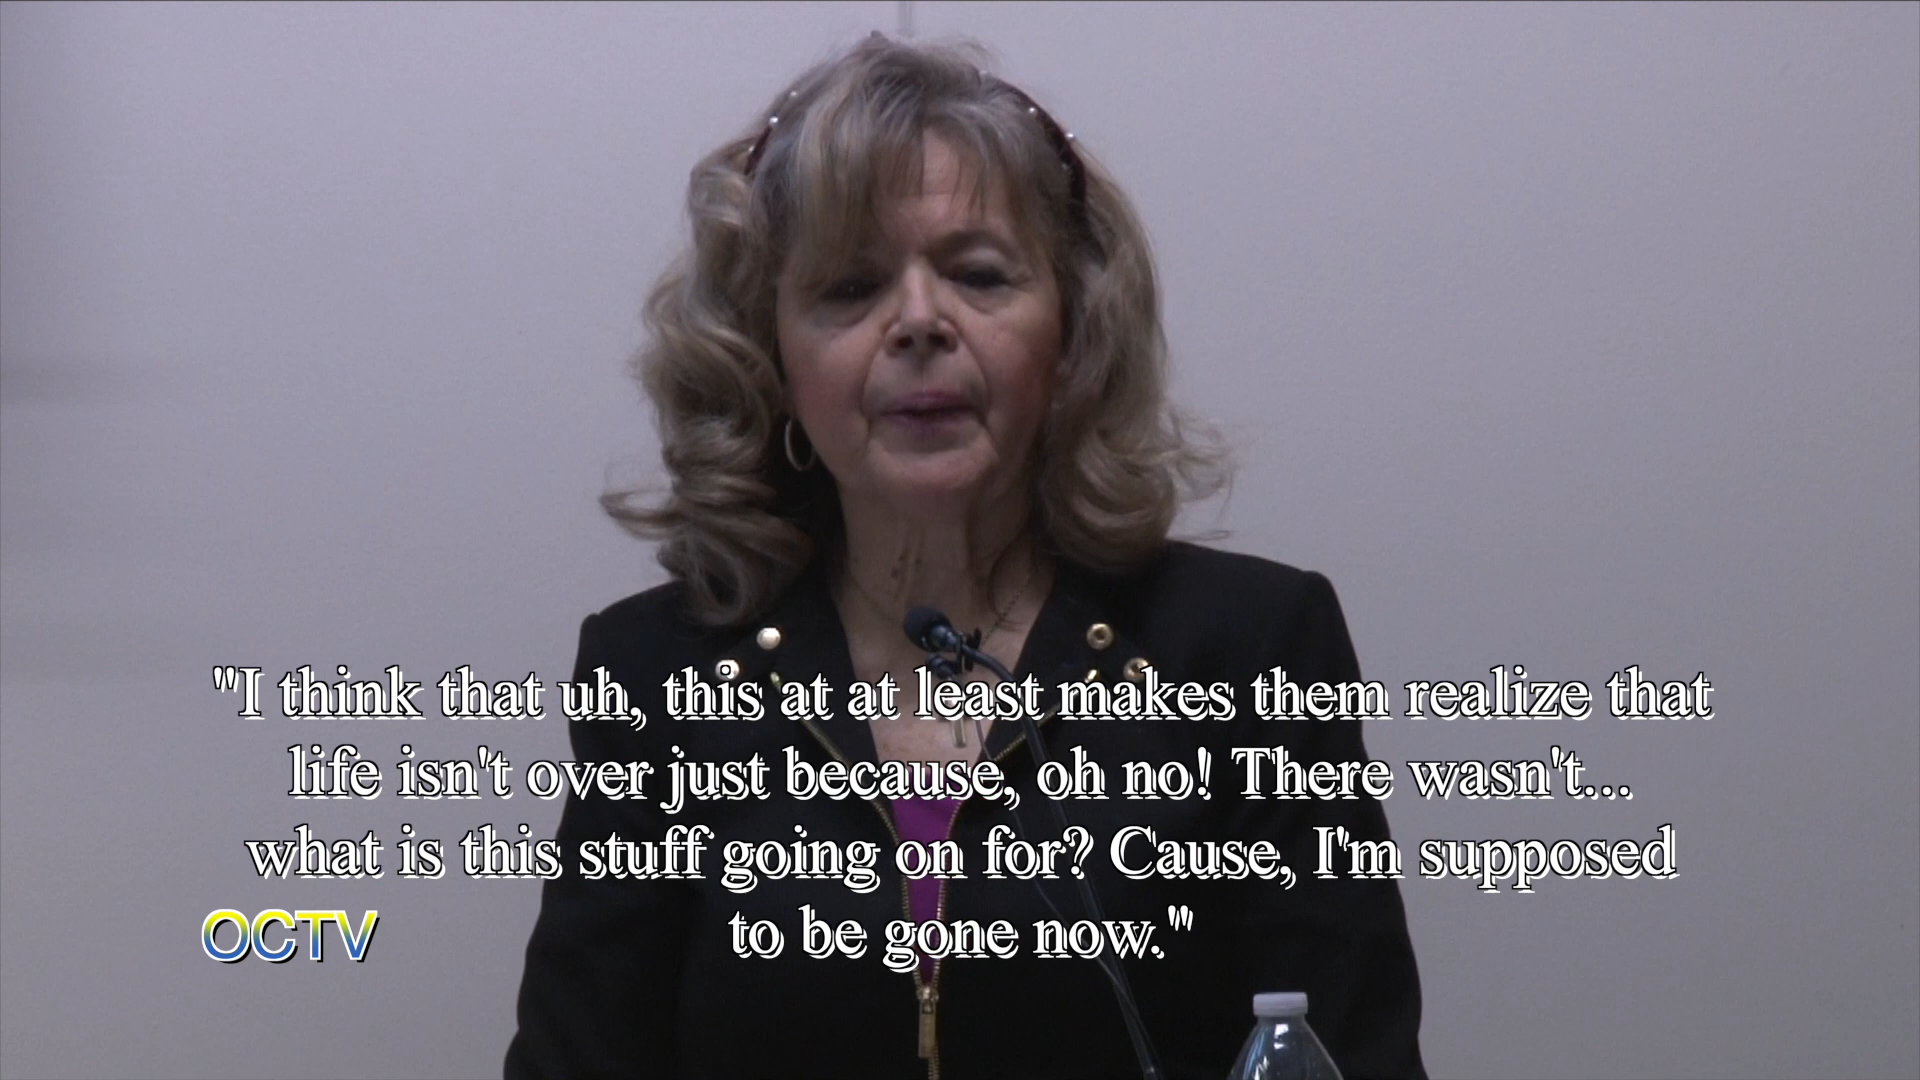 "I think that uh, this at at least makes them realize that
life isn't over just because, oh no! There wasn't...
what is this stuff going on for? Cause, I'm supposed
to be gone now."
OCTV